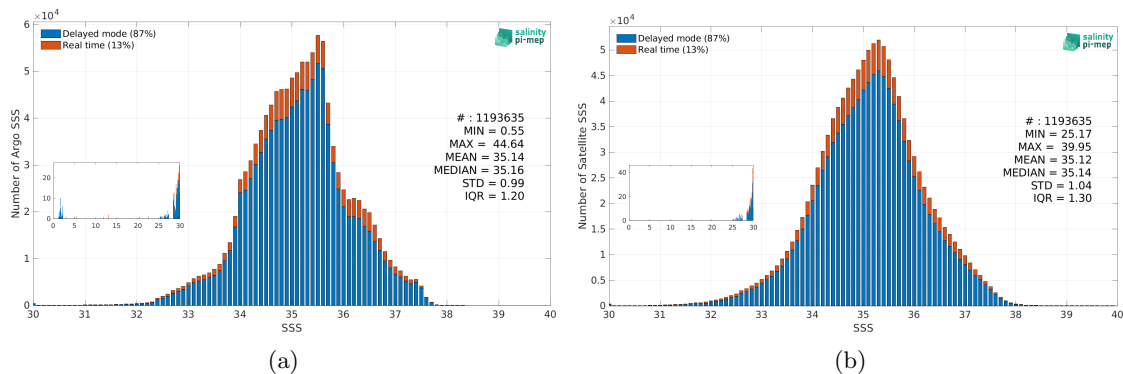 ×10⁴
Delayed mode (87%)
Real time (13%)
salinity
pi-mep
Number of Argo SSS
6
5
4
3
2
1
0
# : 1193635
MIN = 0.55
MAX = 44.64
MEAN = 35.14
MEDIAN = 35.16
STD = 0.99
IQR = 1.20
20
10
0
0 5 10 15 20 25 30
30 31 32 33 34 35 36 37 38 39 40
SSS
(a)
×10⁴
Delayed mode (87%)
Real time (13%)
salinity
pi-mep
Number of Satellite SSS
5
4.5
4
3.5
3
2.5
2
1.5
1
0.5
0
# : 1193635
MIN = 25.17
MAX = 39.95
MEAN = 35.12
MEDIAN = 35.14
STD = 1.04
IQR = 1.30
40
20
0
0 5 10 15 20 25 30
30 31 32 33 34 35 36 37 38 39 40
SSS
(b)